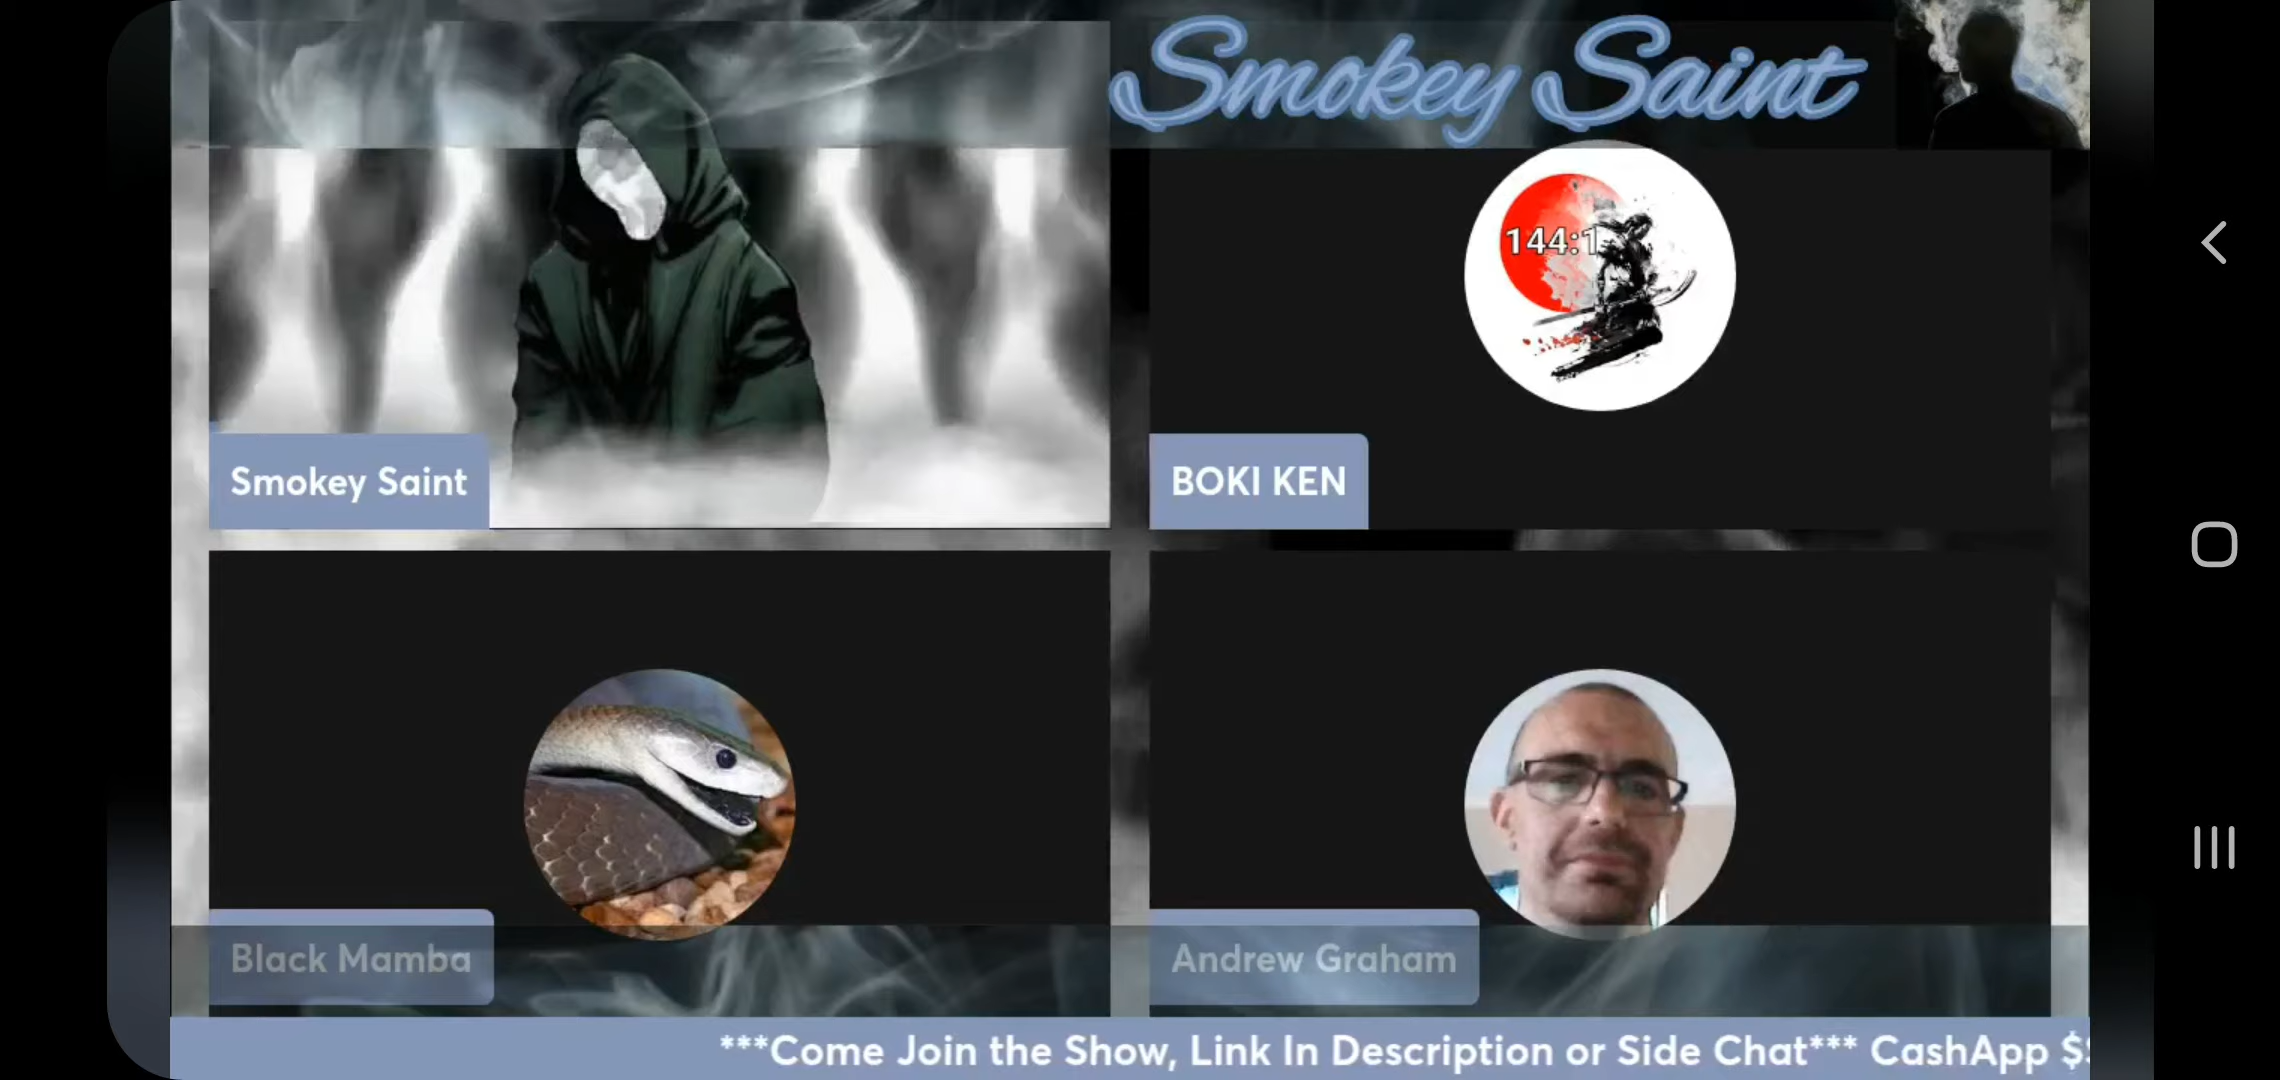 Smokey Saint
144:1
Smokey Saint
BOKI KEN
Black Mamba
Andrew Graham
***Come Join the Show, Link In Description or Side Chat*** CashApp $